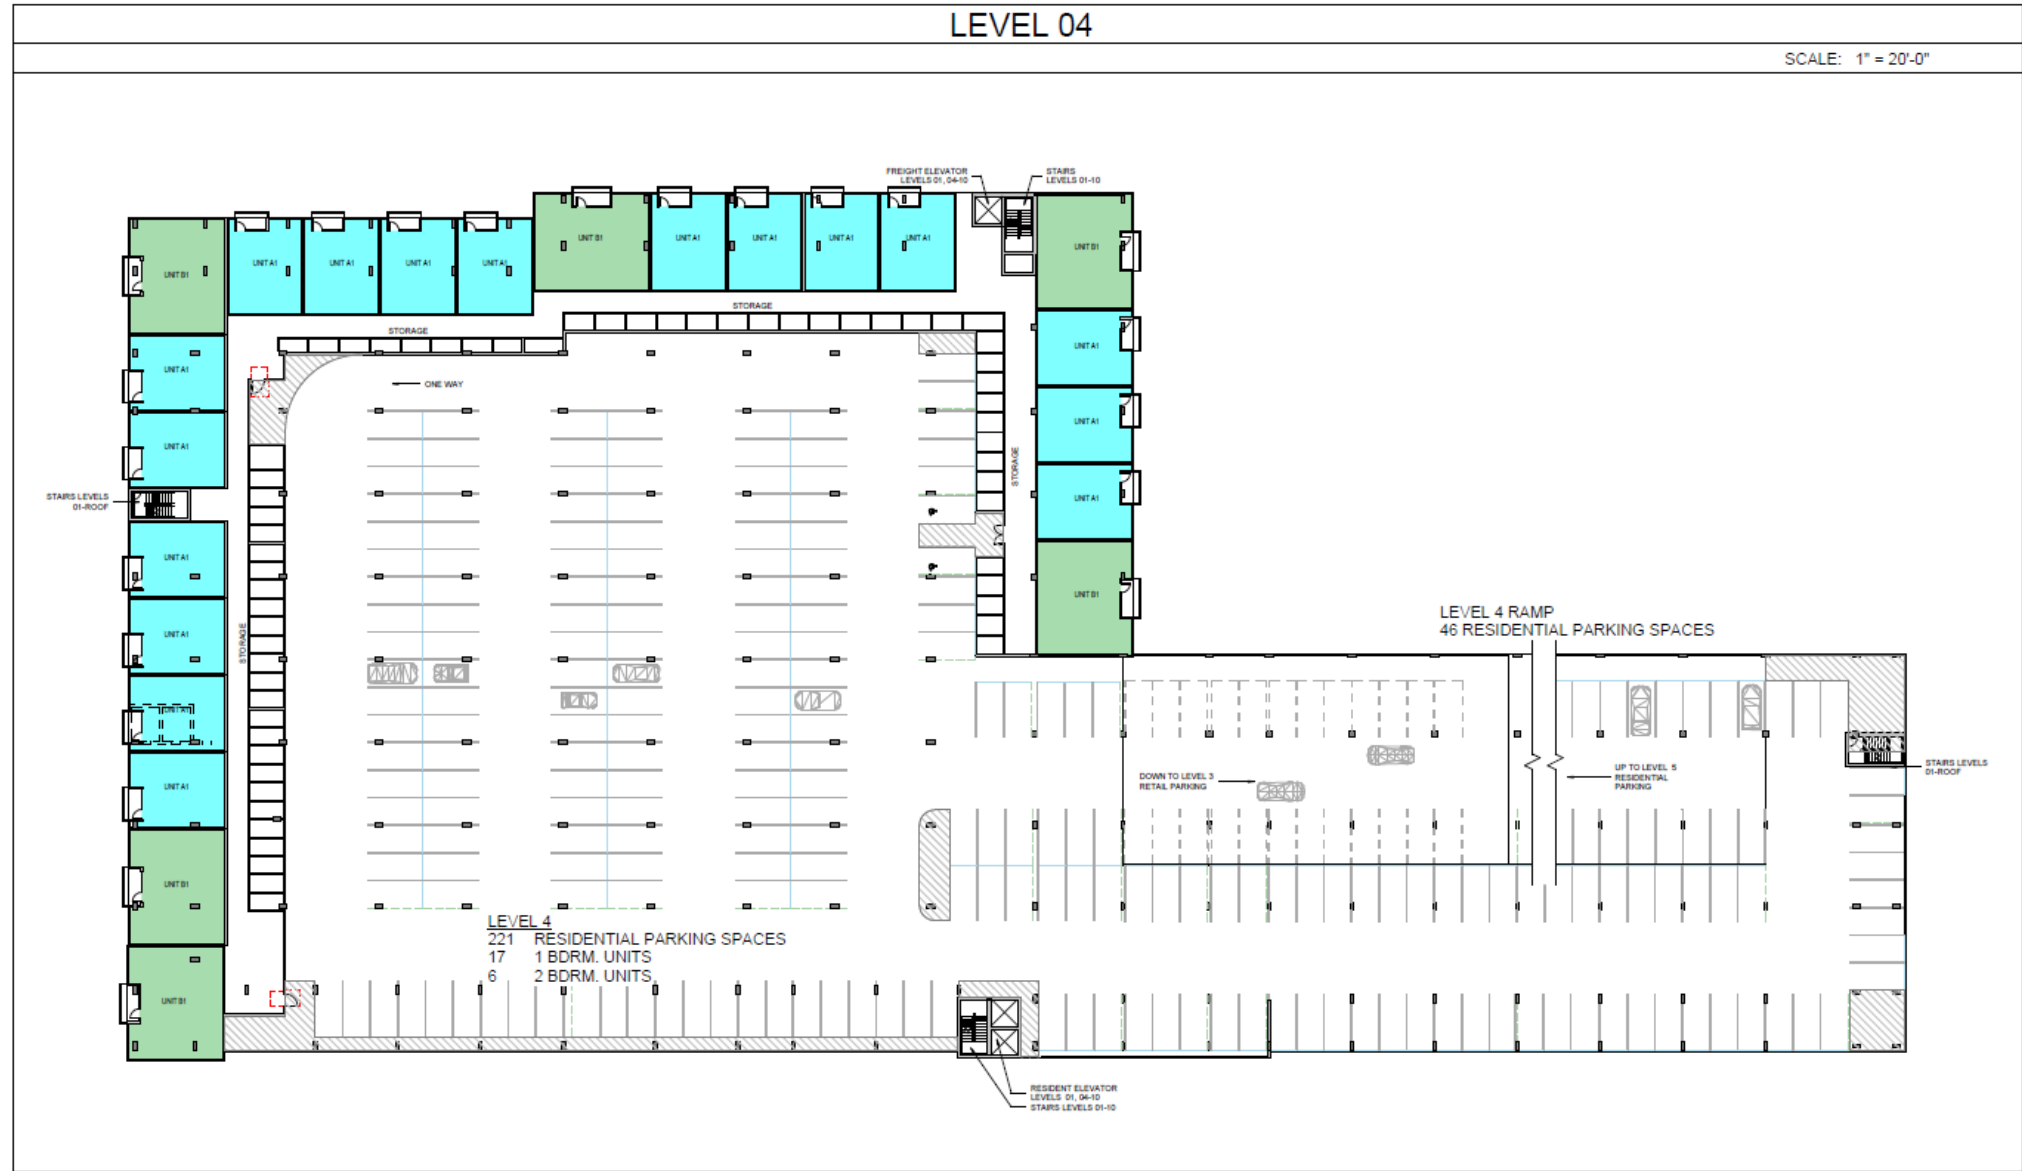 LEVEL 04
SCALE: 1" = 20'-0"
FREIGHT ELEVATOR
LEVELS 01, 04-10
STAIRS
LEVELS 01-10
UNIT B1
UNIT A1
UNIT A1
UNIT A1
UNIT A1
UNIT B1
UNIT A1
UNIT A1
UNIT A1
UNIT A1
UNIT B1
STORAGE
STORAGE
UNIT A1
UNIT A1
UNIT A1
UNIT A1
UNIT A1
UNIT B1
ONE WAY
STORAGE
STAIRS LEVELS
01-ROOF
UNIT A1
UNIT A1
UNIT A1
UNIT A1
UNIT B1
UNIT B1
STORAGE
LEVEL 4 RAMP
46 RESIDENTIAL PARKING SPACES
DOWN TO LEVEL 3
RETAIL PARKING
UP TO LEVEL 5
RESIDENTIAL
PARKING
STAIRS LEVELS
01-ROOF
LEVEL 4
221 RESIDENTIAL PARKING SPACES
17 1 BDRM. UNITS
6 2 BDRM. UNITS
RESIDENT ELEVATOR
LEVELS 01, 04-10
STAIRS LEVELS 01-10